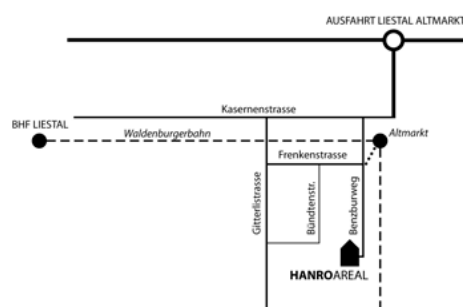 AUSFAHRT LIESTAL ALTMARKT
Kasernenstrasse
BHF LIESTAL
Waldenburgerbahn
Altmarkt
Frenkenstrasse
Gitterlistrasse
Bündtenstr.
Benzburweg
HANROAREAL